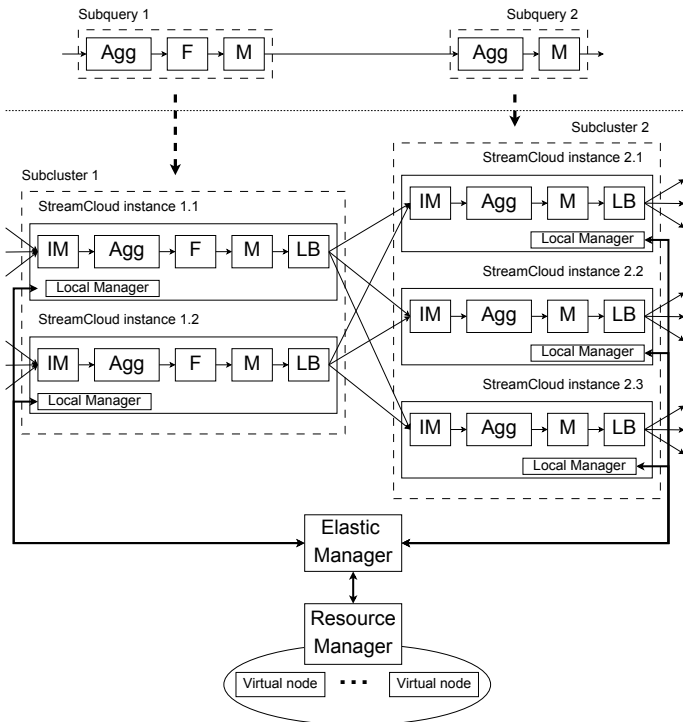 Subquery 1
Subquery 2
Agg F M
Agg M
Subcluster 2
Subcluster 1
StreamCloud instance 2.1
IM Agg M LB
Local Manager
StreamCloud instance 1.1
IM Agg F M LB
Local Manager
StreamCloud instance 2.2
IM Agg M LB
Local Manager
StreamCloud instance 1.2
IM Agg F M LB
Local Manager
StreamCloud instance 2.3
IM Agg M LB
Local Manager
Elastic
Manager
Resource
Manager
Virtual node ... Virtual node